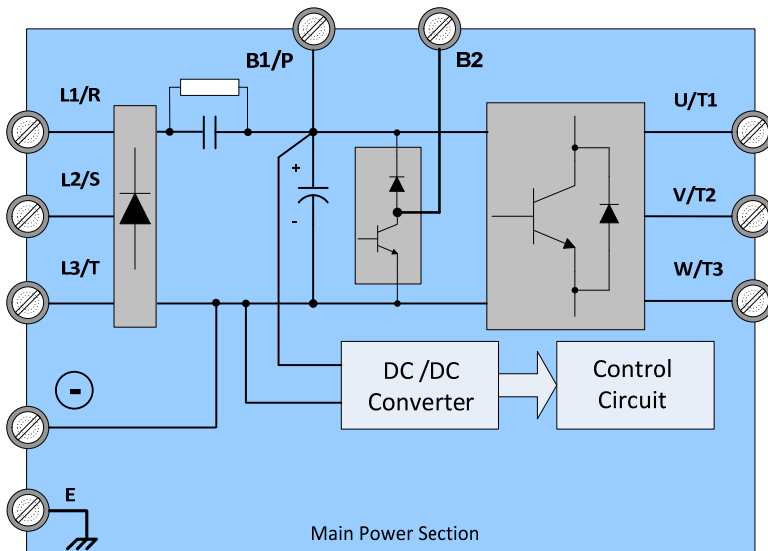 B1/P
B2
L1/R
U/T1
L2/S
V/T2
L3/T
W/T3
+
-
DC /DC
Converter
Control
Circuit
-
E
Main Power Section